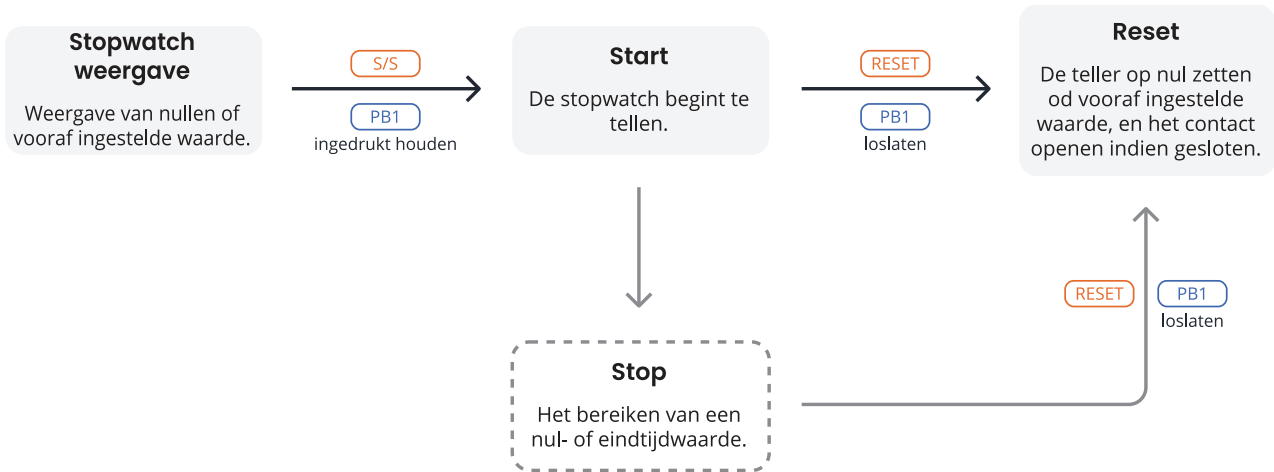 Stopwatch
weergave
Weergave van nullen of
vooraf ingestelde waarde.
S/S
PB1
ingedrukt houden
Start
De stopwatch begint te
tellen.
RESET
PB1
loslaten
Reset
De teller op nul zetten
od vooraf ingestelde
waarde, en het contact
openen indien gesloten.
RESET
PB1
loslaten
Stop
Het bereiken van een
nul- of eindtijdwaarde.